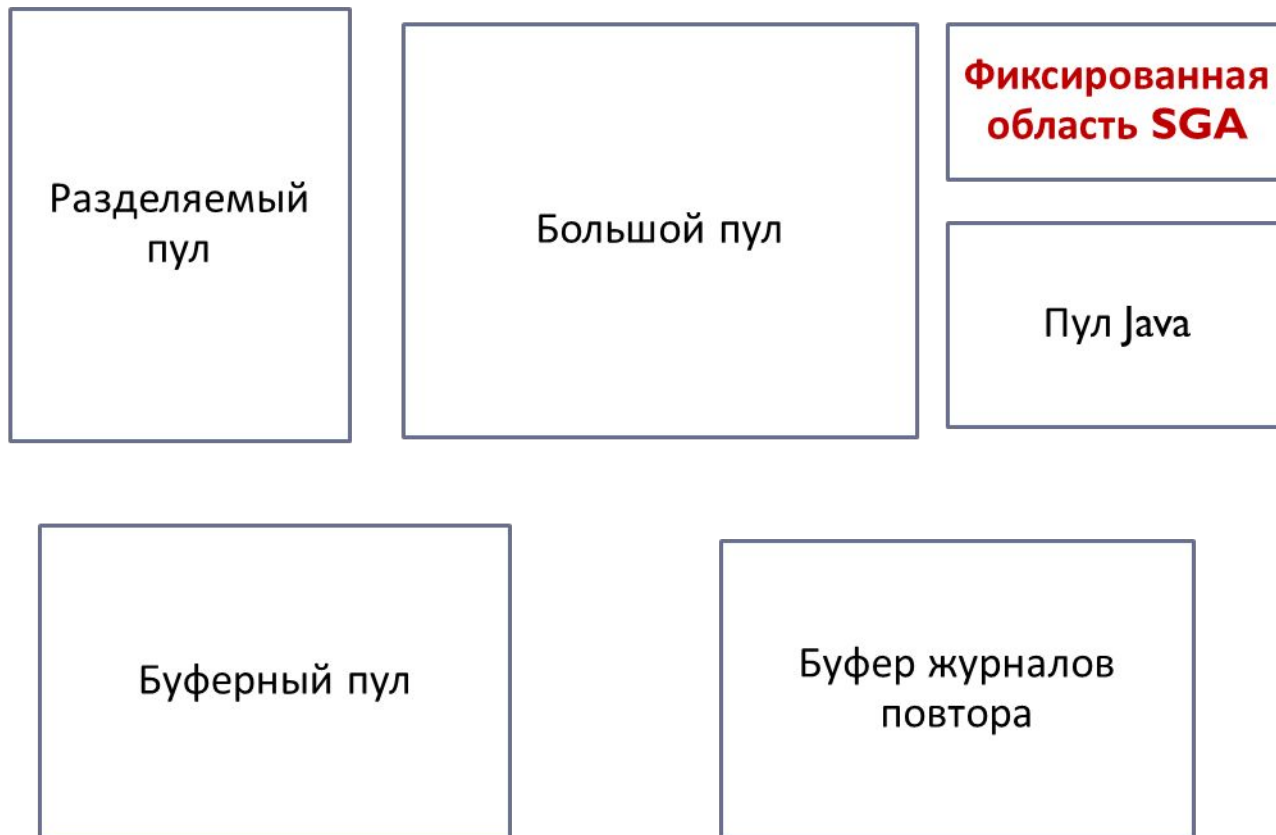 Разделяемый
пул
Большой пул
Фиксированная
область SGA
Пул Java
Буферный пул
Буфер журналов
повтора